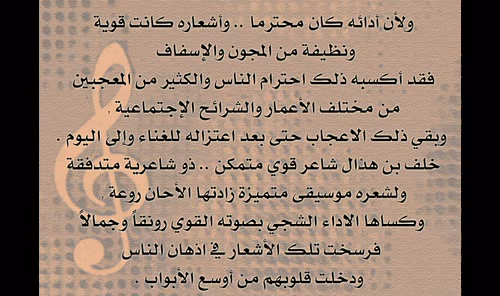 ولأن أدائه كان محترما .. وأشعاره كانت قوية
ونظيفة من المجون والإسفاف
فقد أكسبه ذلك احترام الناس والكثير من المعجبين
من مختلف الأعمار والشرائح الإجتماعية ,
وبقي ذلك الاعجاب حتى بعد اعتزاله للغناء وإلى اليوم .
خلف بن هذال شاعر قوي متمكن .. ذو شاعرية متدفقة
ولشعره موسيقى متميزة زادتها الأحان روعة ,
وكساها الاداء الشجي بصوته القوي رونقاً وجمالاً
فرسخت تلك الأشعار في اذهان الناس
ودخلت قلوبهم من أوسع الأبواب .